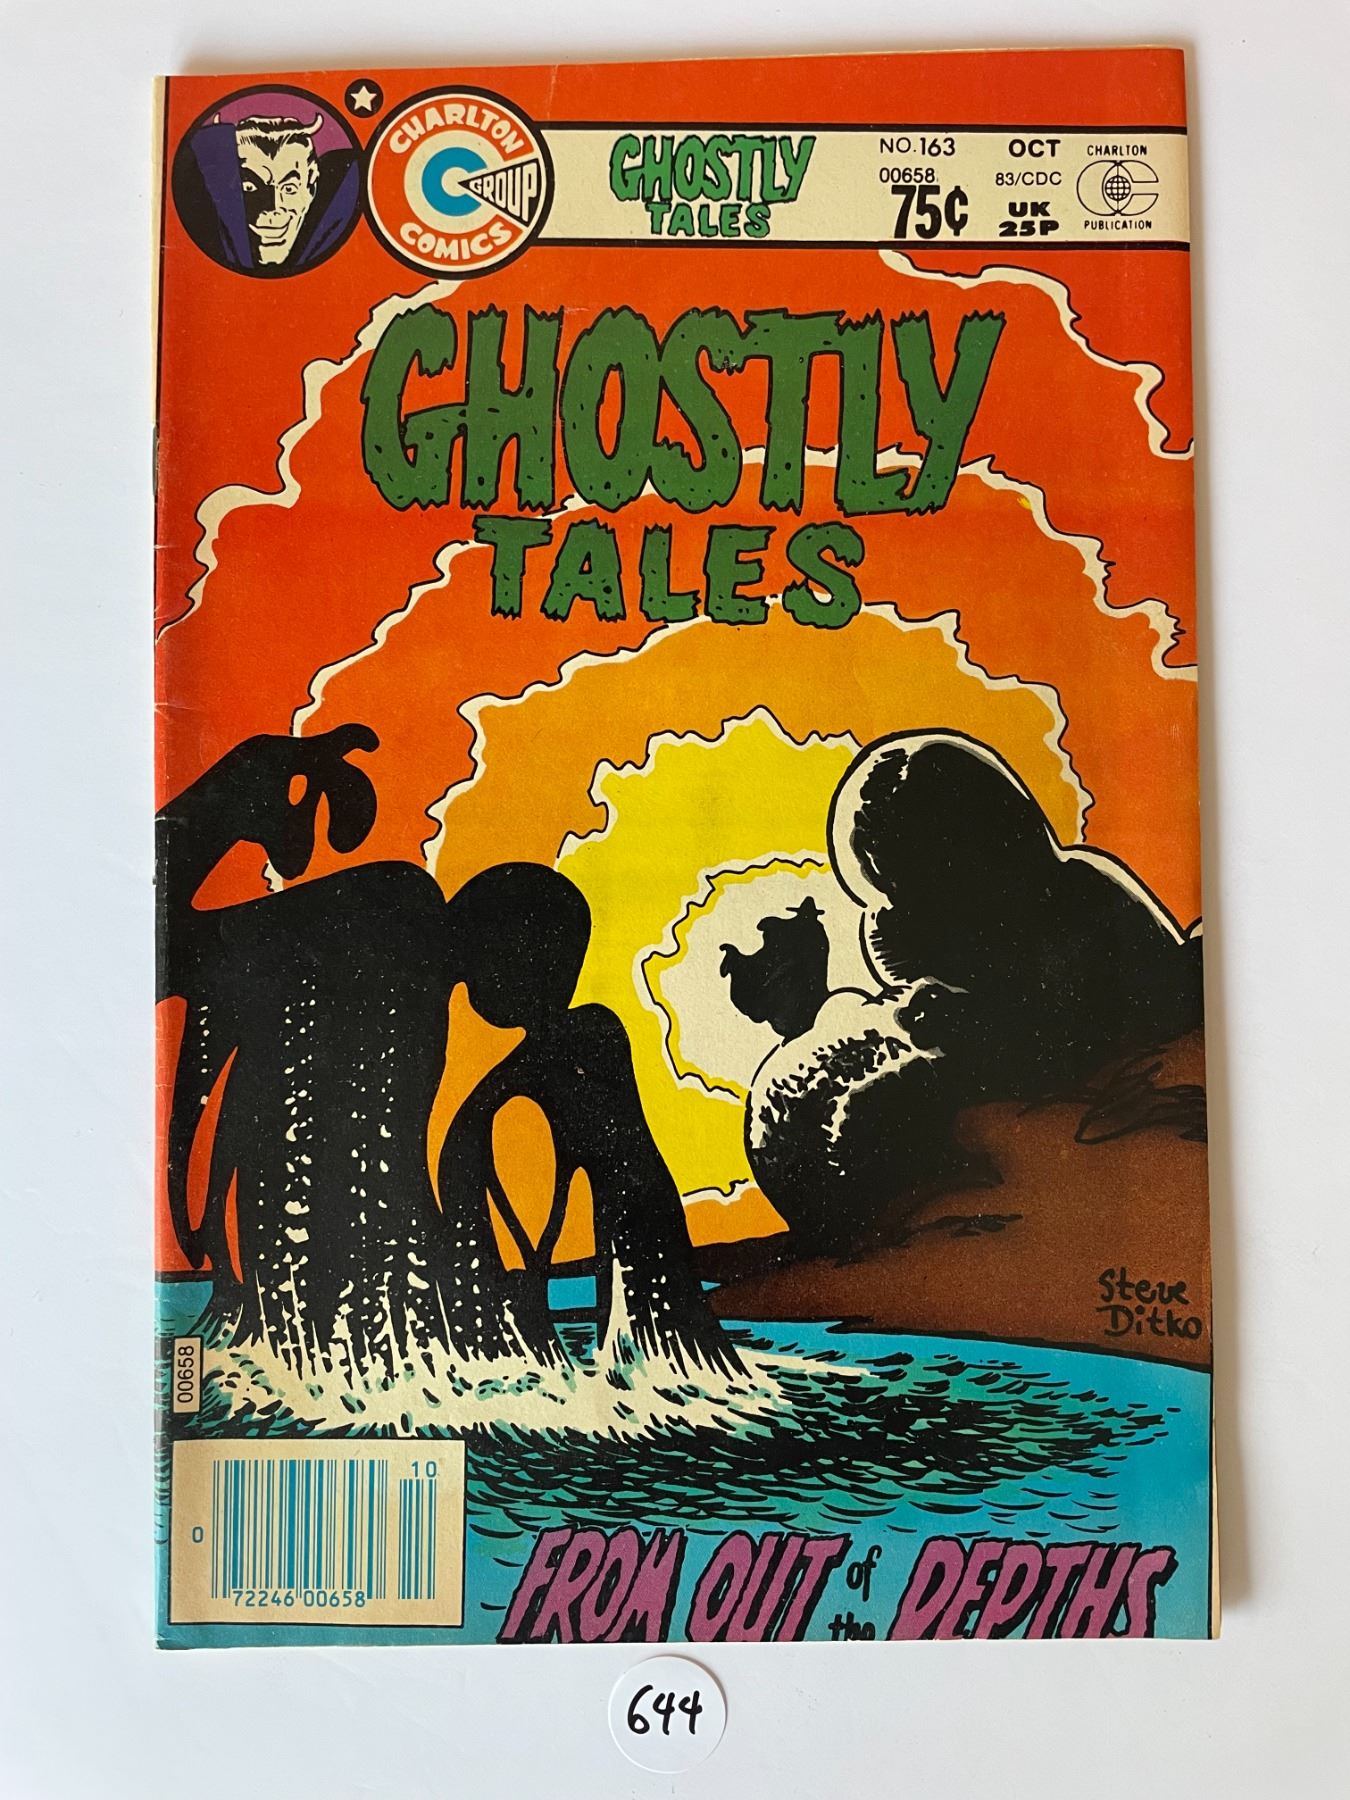 CHARLTON
COMICS
GROUP
GHOSTLY
TALES
NO.163
00658
75¢
OCT
83/CDC
UK
25P
CHARLTON
PUBLICATION
GHOSTLY
TALES
Steve
Ditko
00658
10
0
72246 00658
FROM OUT of
the DEPTHS
644